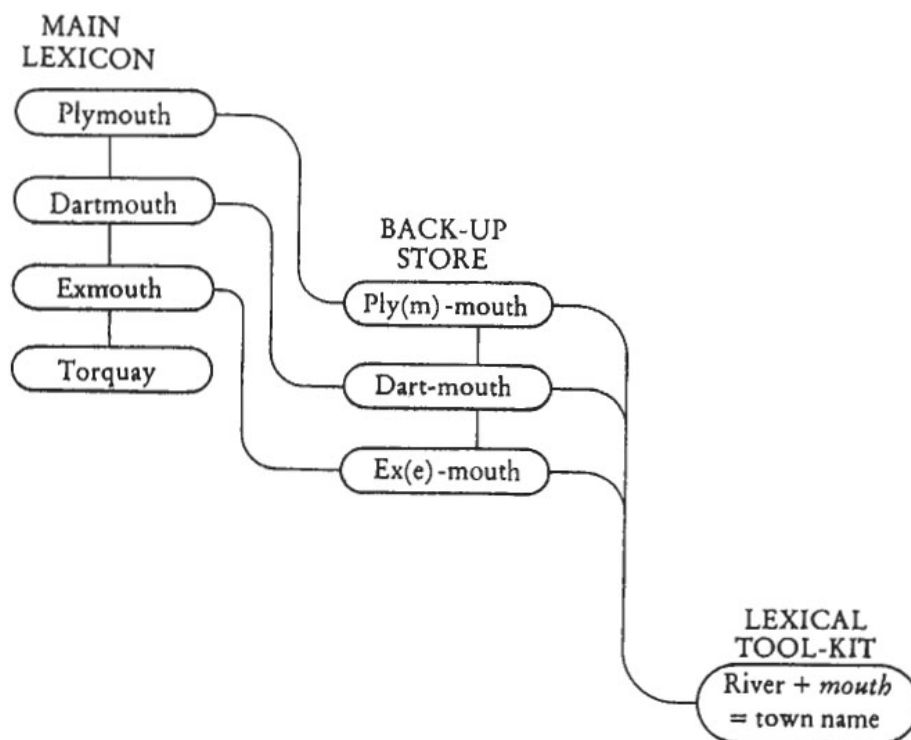 MAIN
LEXICON
Plymouth
Dartmouth
Exmouth
Torquay
BACK-UP
STORE
Ply(m)-mouth
Dart-mouth
Ex(e)-mouth
LEXICAL
TOOL-KIT
River + mouth
= town name